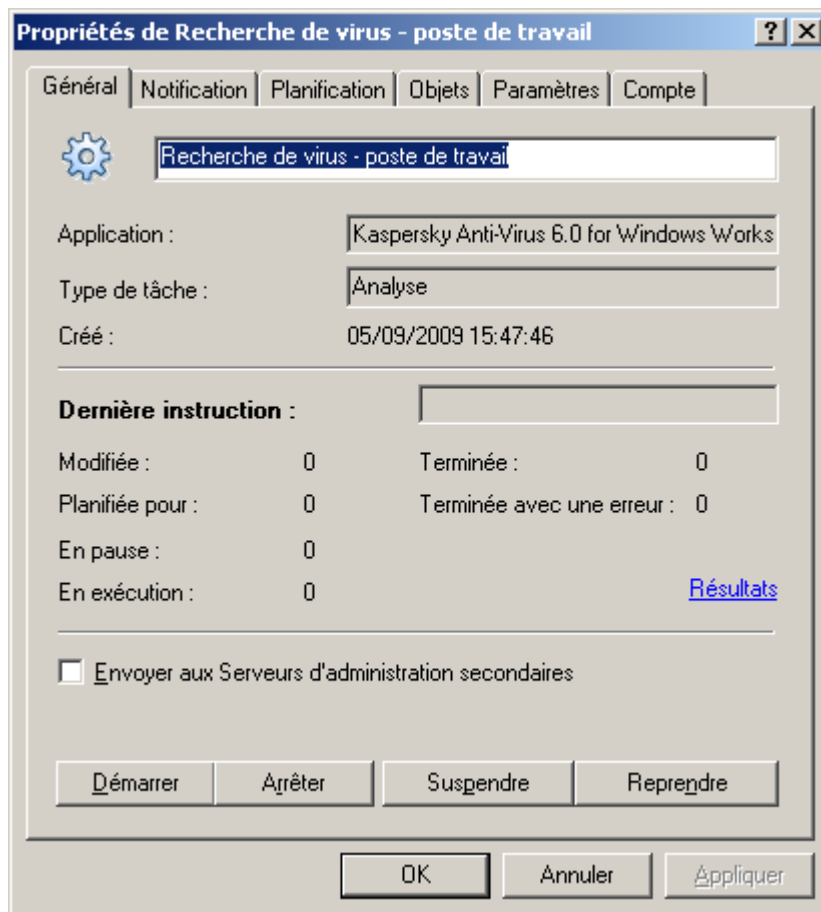 Propriétés de Recherche de virus - poste de travail
Général Notification Planification Objets Paramètres Compte
Recherche de virus - poste de travail
Application : Kaspersky Anti-Virus 6.0 for Windows Works
Type de tâche : Analyse
Créé : 05/09/2009 15:47:46
Dernière instruction :
Modifiée : 0 Terminée : 0
Planifiée pour : 0 Terminée avec une erreur : 0
En pause : 0
En exécution : 0 Résultats
Envoyer aux Serveurs d'administration secondaires
Démarrer Arrêter Suspendre Reprendre
OK Annuler Appliquer